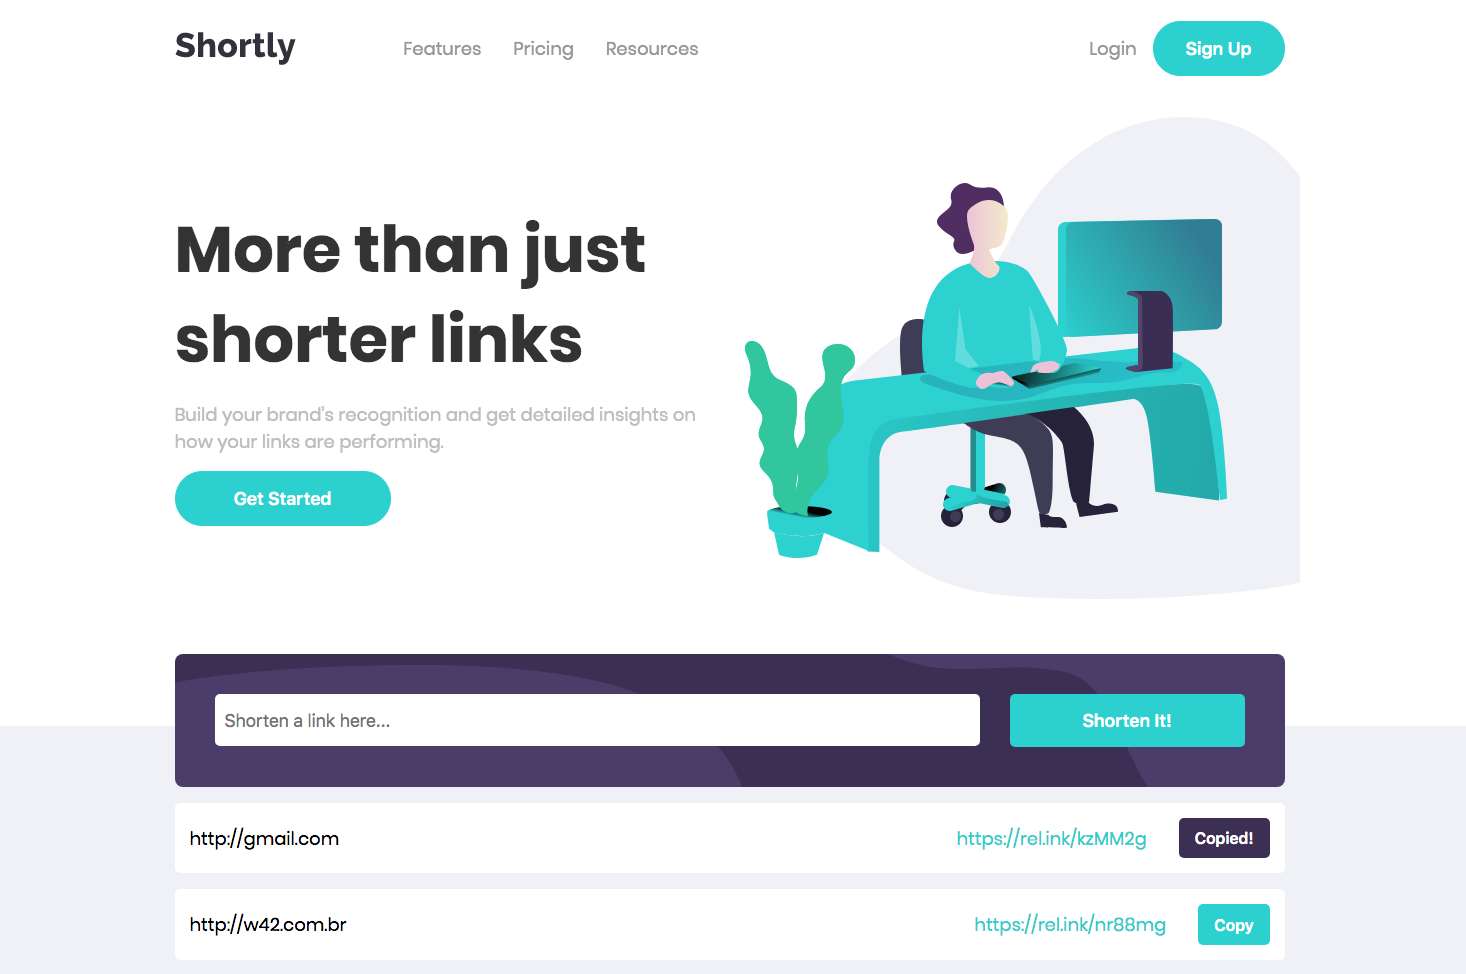 Shortly
Features Pricing Resources
Login
Sign Up
More than just
shorter links
Build your brand's recognition and get detailed insights on
how your links are performing.
Get Started
Shorten a link here...
Shorten It!
http://gmail.com
https://rel.ink/kzMM2g
Copied!
http://w42.com.br
https://rel.ink/nr88mg
Copy